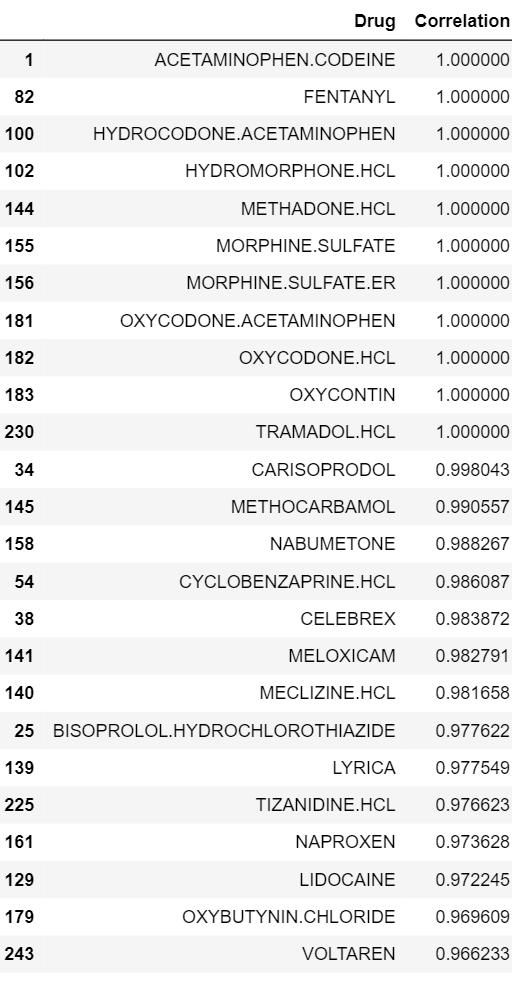 Drug Correlation
1 ACETAMINOPHEN.CODEINE 1.000000
82 FENTANYL 1.000000
100 HYDROCODONE.ACETAMINOPHEN 1.000000
102 HYDROMORPHONE.HCL 1.000000
144 METHADONE.HCL 1.000000
155 MORPHINE.SULFATE 1.000000
156 MORPHINE.SULFATE.ER 1.000000
181 OXYCODONE.ACETAMINOPHEN 1.000000
182 OXYCODONE.HCL 1.000000
183 OXYCONTIN 1.000000
230 TRAMADOL.HCL 1.000000
34 CARISOPRODOL 0.998043
145 METHOCARBAMOL 0.990557
158 NABUMETONE 0.988267
54 CYCLOBENZAPRINE.HCL 0.986087
38 CELEBREX 0.983872
141 MELOXICAM 0.982791
140 MECLIZINE.HCL 0.981658
25 BISOPROLOL.HYDROCHLOROTHIAZIDE 0.977622
139 LYRICA 0.977549
225 TIZANIDINE.HCL 0.976623
161 NAPROXEN 0.973628
129 LIDOCAINE 0.972245
179 OXYBUTYNIN.CHLORIDE 0.969609
243 VOLTAREN 0.966233